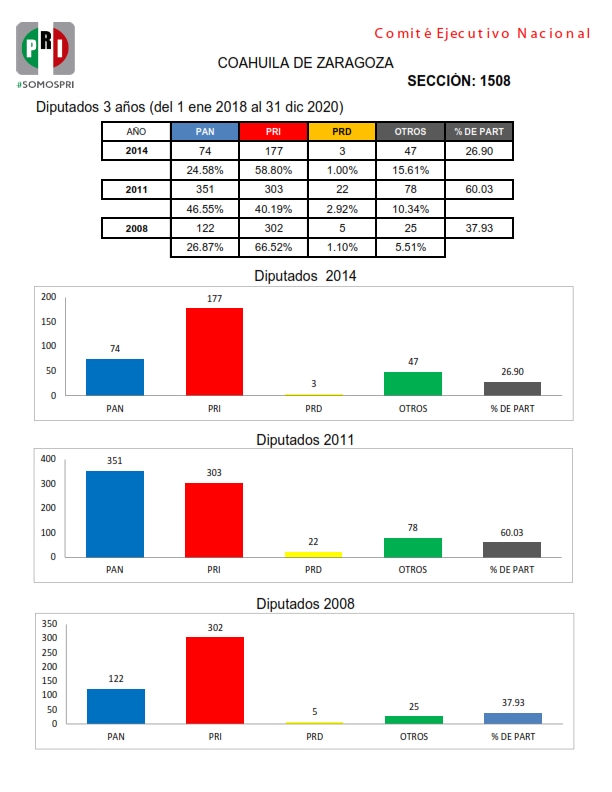 Comité Ejecutivo Nacional
PRI
#SOMOSPRI
COAHUILA DE ZARAGOZA
SECCIÓN: 1508
Diputados 3 años (del 1 ene 2018 al 31 dic 2020)
AÑO PAN PRI PRD OTROS % DE PART
2014 74 177 3 47 26.90
24.58% 58.80% 1.00% 15.61%
2011 351 303 22 78 60.03
46.55% 40.19% 2.92% 10.34%
2008 122 302 5 25 37.93
26.87% 66.52% 1.10% 5.51%
Diputados 2014
200
150
100
50
0
74 177 3 47 26.90
PAN PRI PRD OTROS % DE PART
Diputados 2011
400
300
200
100
0
351 303 22 78 60.03
PAN PRI PRD OTROS % DE PART
Diputados 2008
350
300
250
200
150
100
50
0
122 302 5 25 37.93
PAN PRI PRD OTROS % DE PART